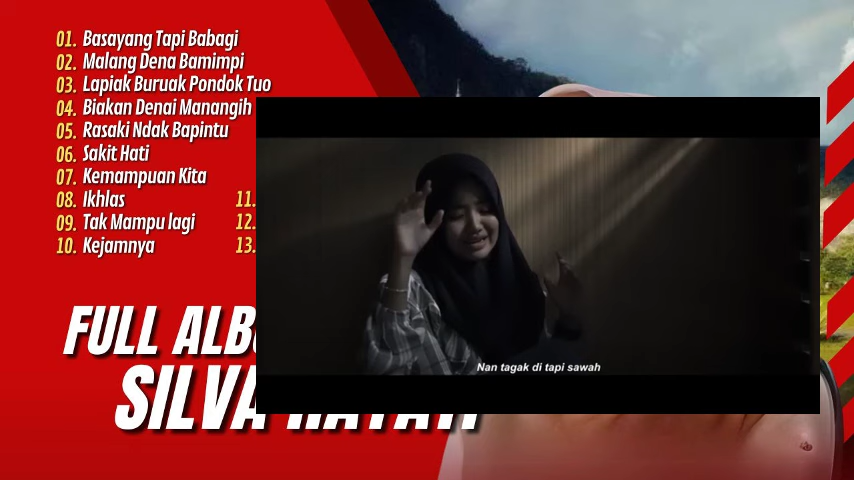 01. Basayang Tapi Babagi
02. Malang Dena Bamimpi
03. Lapiak Buruak Pondok Tuo
04. Biakan Denai Manangih
05. Rasaki Ndak Bapintu
06. Sakit Hati
07. Kemampuan Kita
08. Ikhlas
09. Tak Mampu lagi
10. Kejamnya
11.
12.
13.
FULL
SILVA
Nan tagak di tapi sawah